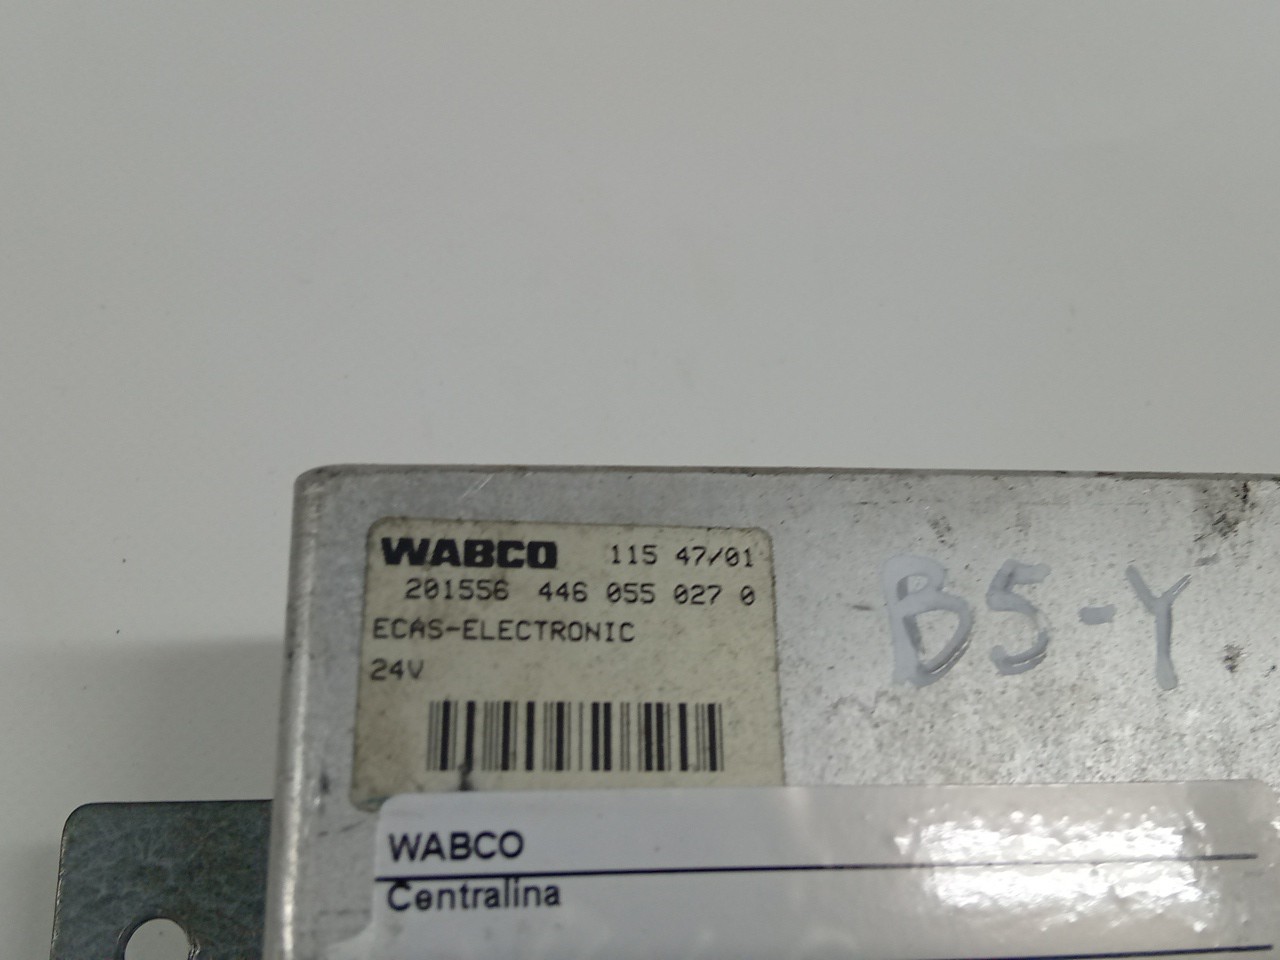 WABCO 115 47/01
201556 446 055 027 0
ECAS-ELECTRONIC
24V
B5-Y
WABCO
Centralina